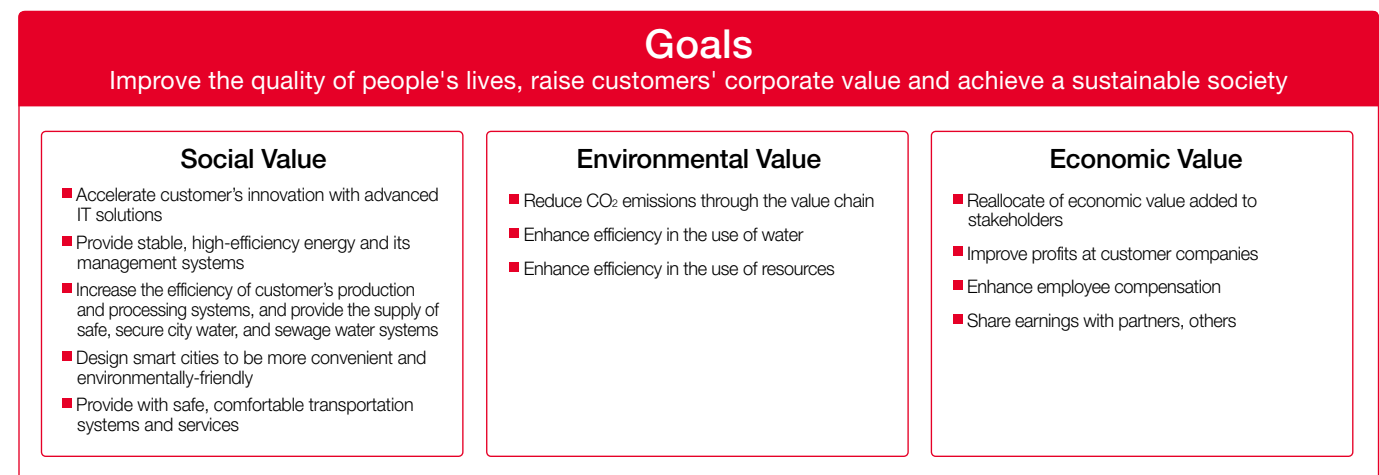 Goals
Improve the quality of people's lives, raise customers' corporate value and achieve a sustainable society
Social Value
Accelerate customer's innovation with advanced
IT solutions
Provide stable, high-efficiency energy and its
management systems
Increase the efficiency of customer's production
and processing systems, and provide the supply of
safe, secure city water, and sewage water systems
Design smart cities to be more convenient and
environmentally-friendly
Provide with safe, comfortable transportation
systems and services
Environmental Value
Reduce CO₂ emissions through the value chain
Enhance efficiency in the use of water
Enhance efficiency in the use of resources
Economic Value
Reallocate of economic value added to
stakeholders
Improve profits at customer companies
Enhance employee compensation
Share earnings with partners, others